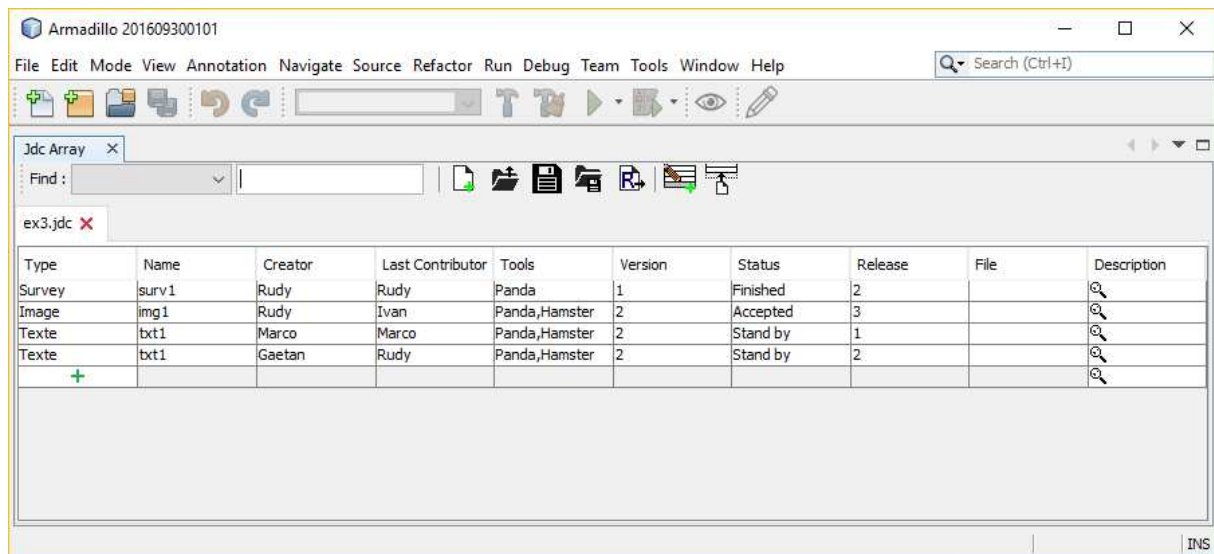 Armadillo 201609300101
File Edit Mode View Annotation Navigate Source Refactor Run Debug Team Tools Window Help Search (Ctrl+I)
Jdc Array
Find :
R
ex3.jdc
Type Name Creator Last Contributor Tools Version Status Release File Description
Survey surv1 Rudy Rudy Panda 1 Finished 2
Image img1 Rudy Ivan Panda,Hamster 2 Accepted 3
Texte txt1 Marco Marco Panda,Hamster 2 Stand by 1
Texte txt1 Gaetan Rudy Panda,Hamster 2 Stand by 2
INS